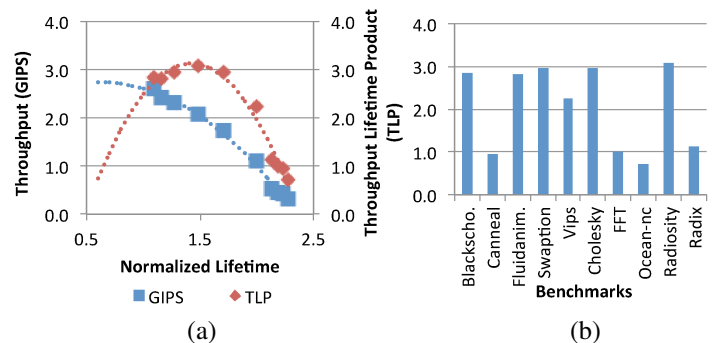 4.0
3.0
2.0
1.0
0.0
Throughput (GIPS)
4.0
3.0
2.0
1.0
0.0
Throughput Lifetime Product
0.5
1.5
2.5
Normalized Lifetime
GIPS
TLP
(a)
(TLP)
4.0
3.0
2.0
1.0
0.0
Blackscho.
Canneal
Fluidanim.
Swaption
Vips
Cholesky
FFT
Ocean-nc
Radiosity
Radix
Benchmarks
(b)